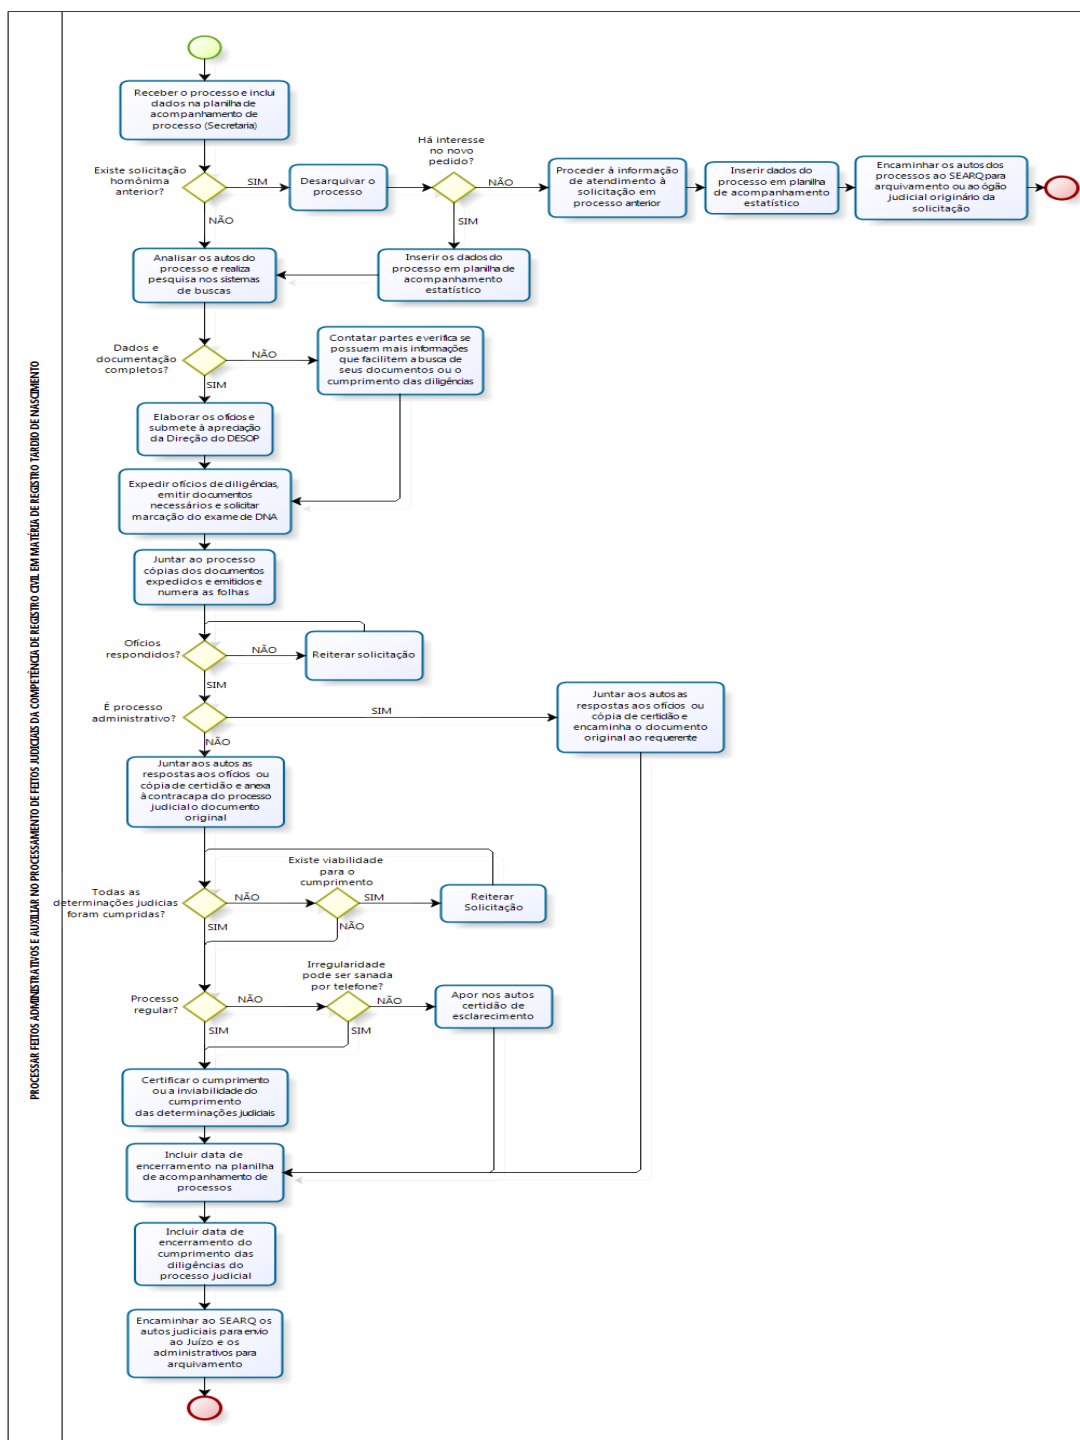 PROCESSAR FEITOS ADMINISTRATIVOS E AUXILIAR NO PROCESSAMENTO DE FEITOS JUDICIAIS DA COMPETÊNCIA DE REGISTRO CIVIL EM MATÉRIA DE REGISTRO TARDIO DE NASCIMENTO
Receber o processo e inclui
dados na planilha de
acompanhamento de
processo (Secretaria)
Existe solicitação
homônima
anterior?
SIM
NÃO
Desarquivar o
processo
Há interesse
no novo
pedido?
NÃO
SIM
Proceder à informação
de atendimento à
solicitação em
processo anterior
Inserir dados do
processo em planilha
de acompanhamento
estatístico
Encaminhar os autos dos
processos ao SEARQ para
arquivamento ou ao ógão
judicial originário da
solicitação
Analisar os autos do
processo e realiza
pesquisa nos sistemas
de buscas
Inserir os dados do
processo em planilha de
acompanhamento
estatístico
Dados e
documentação
completos?
NÃO
SIM
Contatar partes e verifica se
possuem mais informações
que facilitem a busca de
seus documentos ou o
cumprimento das diligências
Elaborar os ofícios e
submete à apreciação
da Direção do DESOP
Expedir ofícios de diligências,
emitir documentos
necessários e solicitar
marcação do exame de DNA
Juntar ao processo
cópias dos documentos
expedidos e emitidos e
numera as folhas
Ofícios
respondidos?
NÃO
SIM
Reiterar solicitação
É processo
administrativo?
SIM
NÃO
Juntar aos autos as
respostas aos ofícios ou
cópia de certidão e
encaminha o documento
original ao requerente
Juntar aos autos as
respostas aos ofícios ou
cópia de certidão e anexa
à contracapa do processo
judicial o documento
original
Todas as
determinações judicias
foram cumpridas?
NÃO
SIM
Existe viabilidade
para o
cumprimento
SIM
NÃO
Reiterar
Solicitação
Processo
regular?
NÃO
SIM
Irregularidade
pode ser sanada
por telefone?
NÃO
SIM
Apor nos autos
certidão de
esclarecimento
Certificar o cumprimento
ou a inviabilidade do
cumprimento
das determinações judiciais
Incluir data de
encerramento na planilha
de acompanhamento de
processos
Incluir data de
encerramento do
cumprimento das
diligências do
processo judicial
Encaminhar ao SEARQ os
autos judiciais para envio
ao Juízo e os
administrativos para
arquivamento